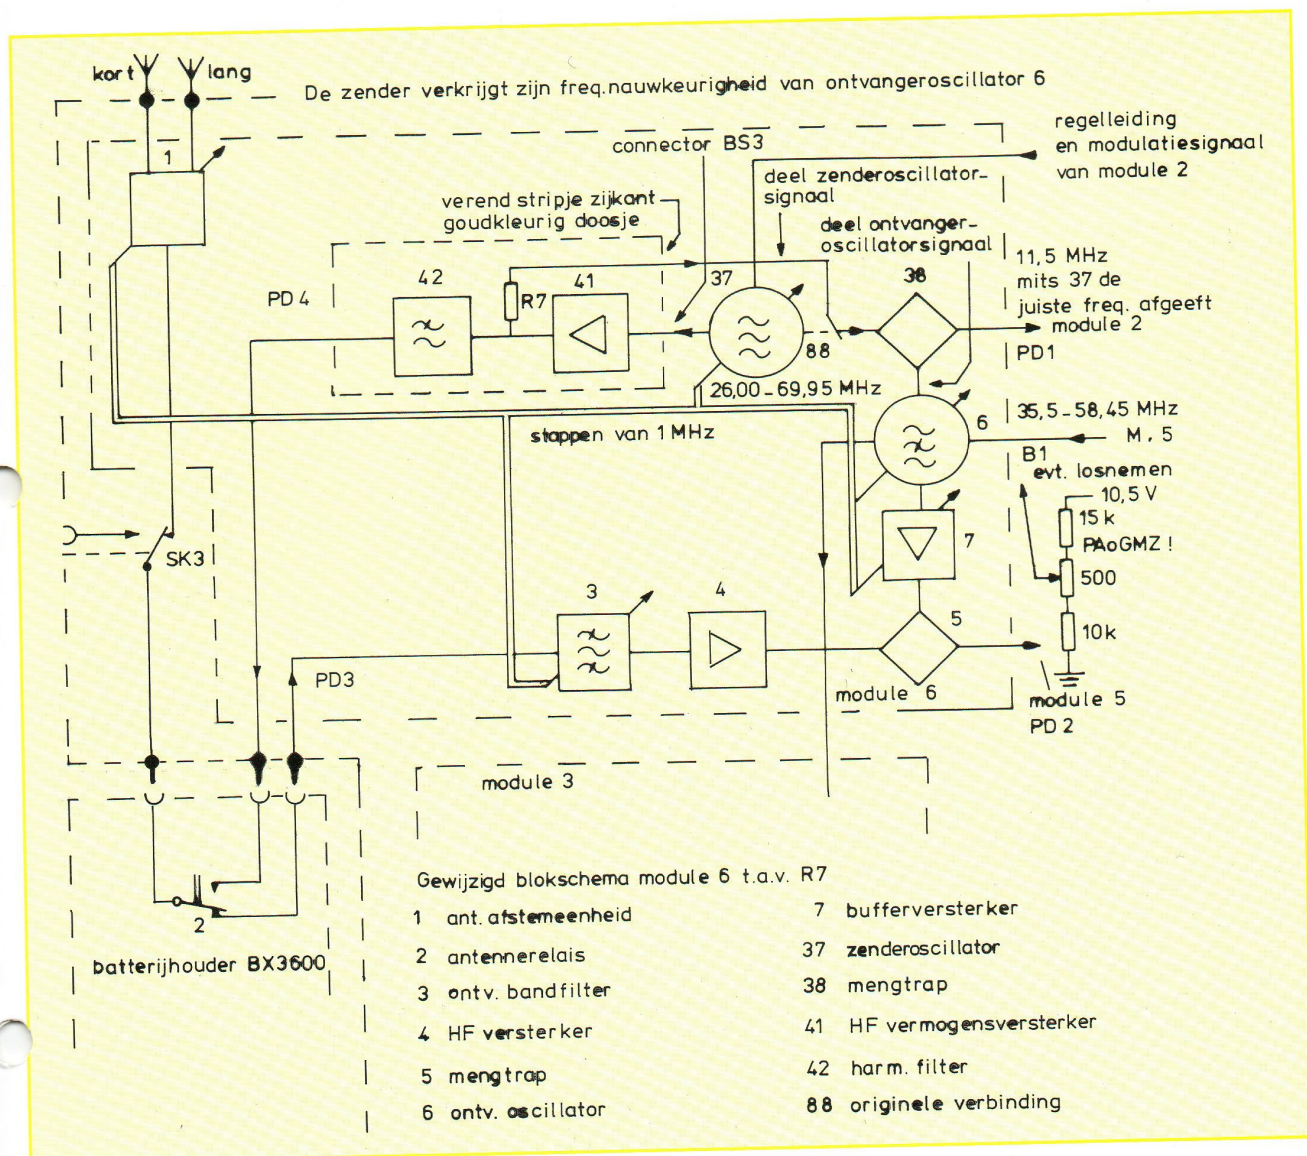 kort
lang
De zender verkrijgt zijn freq.nauwkeurigheid van ontvangeroscillator 6
1
connector BS3
regelleiding
en modulatiesignaal
van module 2
deel zenderoscillator-
signaal
verend stripje zijkant
goudkleurig doosje
deel ontvanger-
oscillatorsignaal
11,5 MHz
mits 37 de
juiste freq. afgeeft
module 2
PD1
PD4
42
41
R7
37
38
88
26,00-69,95 MHz
6
35,5-58,45 MHz
M.5
stappen van 1 MHz
B1
evt. losnemen
10,5 V
15 k
PAoGMZ !
500
10k
7
SK3
3
4
5
PD3
module 6
module 5
PD 2
module 3
2
batterijhouder BX3600
Gewijzigd blokschema module 6 t.a.v. R7
1 ant. afstemeenheid
2 antennerelais
3 ontv. bandfilter
4 HF versterker
5 mengtrap
6 ontv. oscillator
7 bufferversterker
37 zenderoscillator
38 mengtrap
41 HF vermogensversterker
42 harm. filter
88 originele verbinding